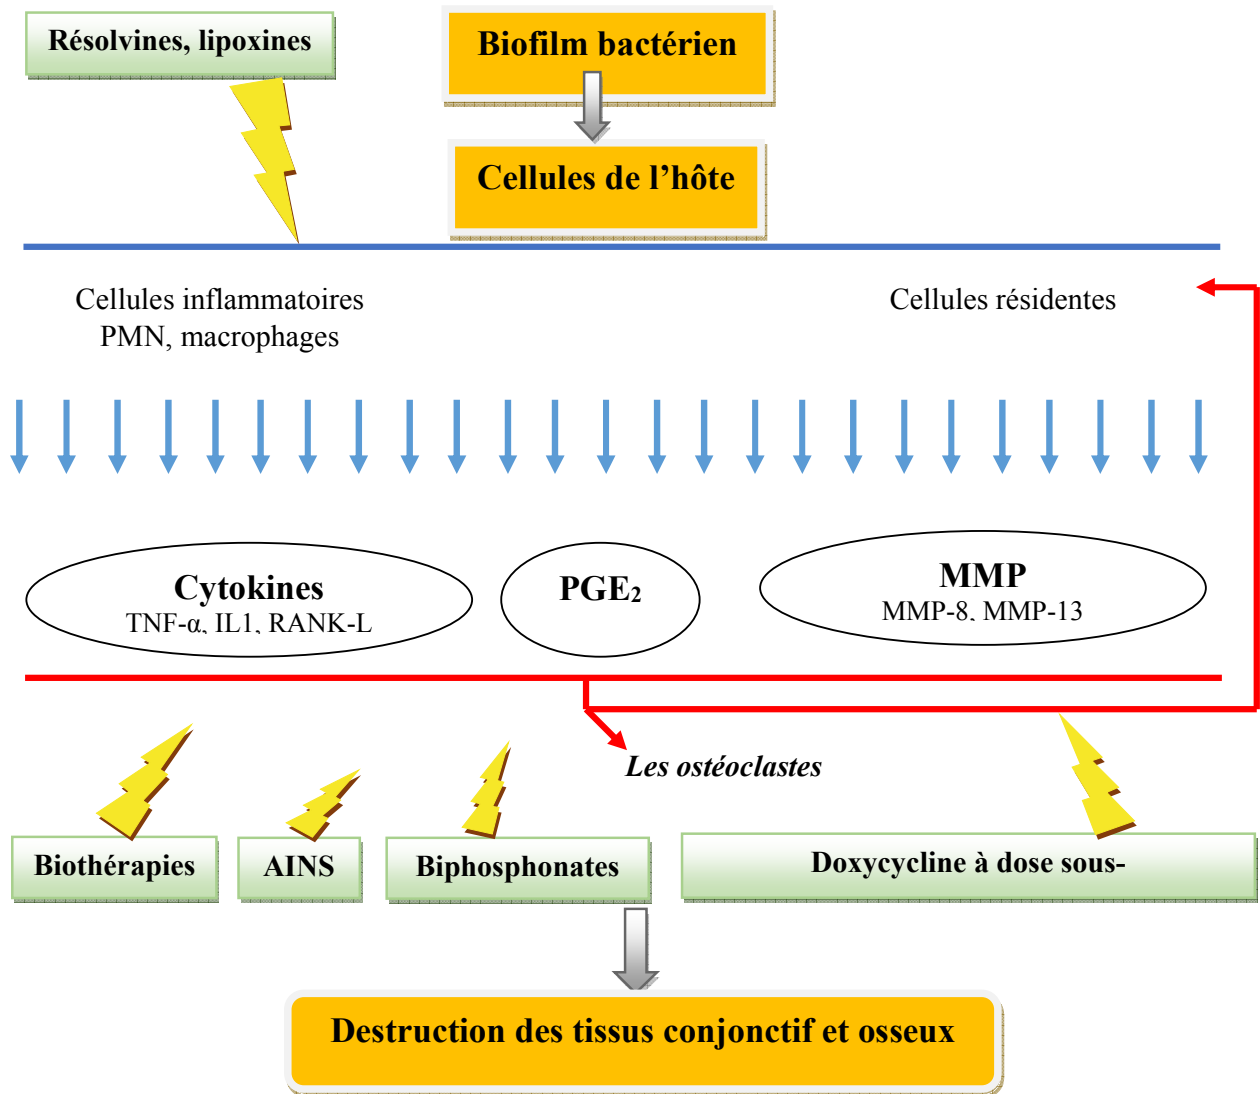 Résolvines, lipoxines
Biofilm bactérien
Cellules de l’hôte
Cellules inflammatoires
PMN, macrophages
Cellules résidentes
Cytokines
TNF-α, IL1, RANK-L
PGE₂
MMP
MMP-8, MMP-13
Les ostéoclastes
Biothérapies
AINS
Biphosphonates
Doxycycline à dose sous-
Destruction des tissus conjonctif et osseux